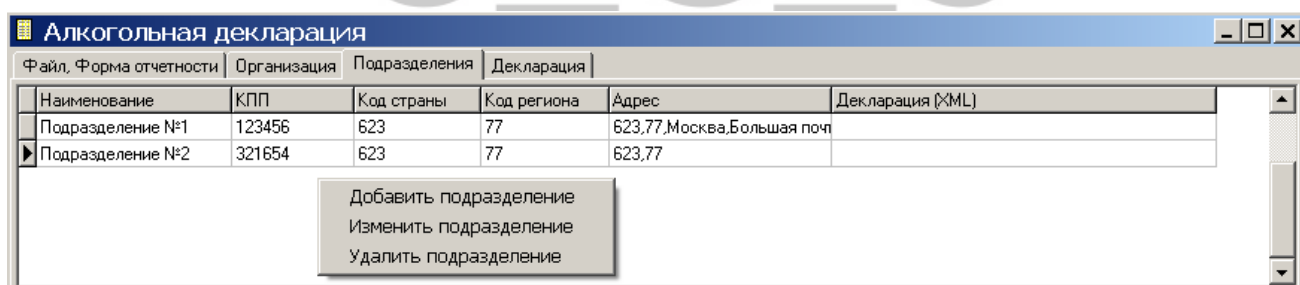 Алкогольная декларация
Файл, Форма отчетности Организация Подразделения Декларация
Наименование КПП Код страны Код региона Адрес Декларация (XML)
Подразделение №1 123456 623 77 623,77,Москва,Большая поч
Подразделение №2 321654 623 77 623,77
Добавить подразделение
Изменить подразделение
Удалить подразделение